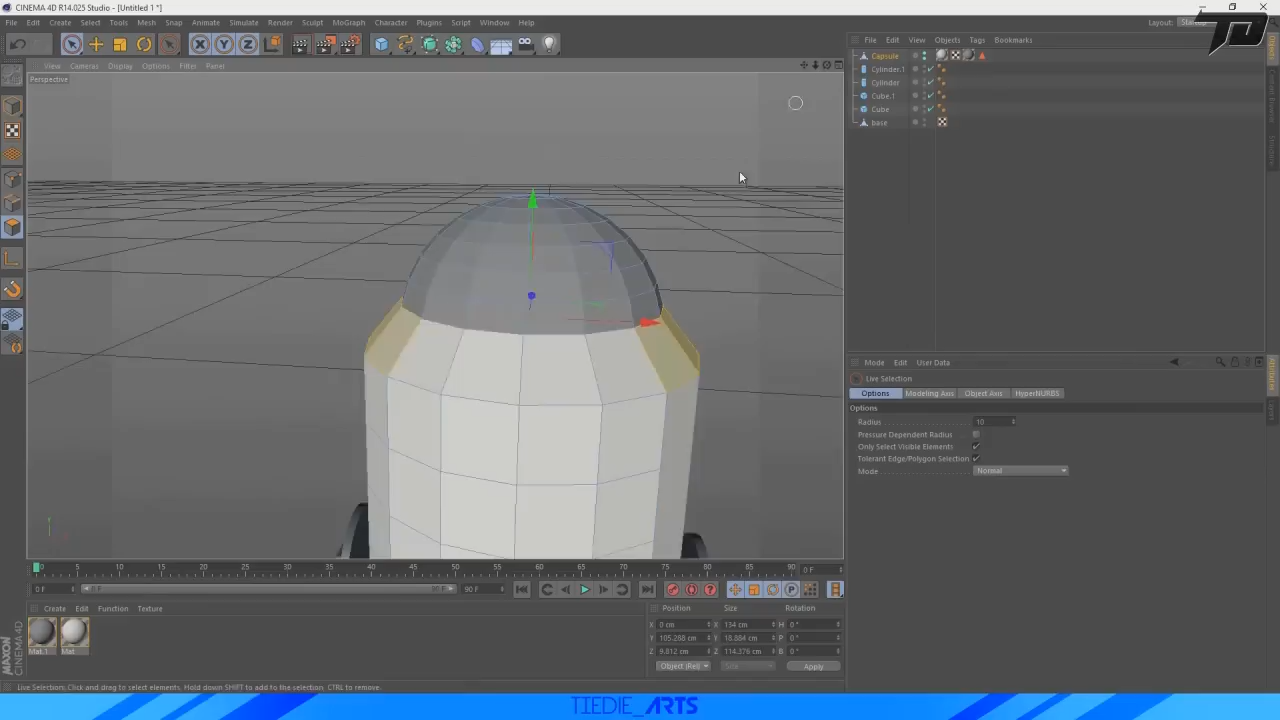 CINEMA 4D R14.025 Studio - [Untitled 1 *]
File Edit Create Select Tools Mesh Snap Animate Simulate Render Sculpt MoGraph Character Plugins Script Window Help
Layout:
View Cameras Display Options Filter Panel
Perspective
File Edit View Objects Tags Bookmarks
Capsule
Cylinder.1
Cylinder
Cube.1
Cube
base
Mode Edit User Data
Live Selection
Options Modeling Axis Object Axis HyperNURBS
Options
Radius 10
Pressure Dependent Radius
Only Select Visible Elements
Tolerant Edge/Polygon Selection
Mode Normal
0 5 10 15 20 25 30 35 40 45 50 55 60 65 70 75 80 85 90 0 F
0 F 90 F 90 F
Create Edit Function Texture
Mat.1 Mat
Position Size Rotation
X 0 cm X 134 cm H 0 °
Y 105.288 cm Y 18.884 cm P 0 °
Z 9.812 cm Z 114.376 cm B 0 °
Object (Rel) Size Apply
MAXON CINEMA 4D
Live Selection: Click and drag to select elements. Hold down SHIFT to add to the selection, CTRL to remove.
TIEDIE_ARTS